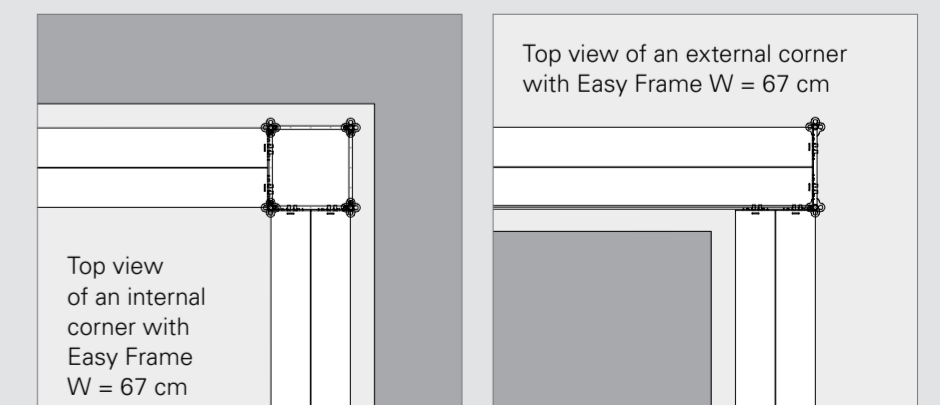 Top view
of an internal
corner with
Easy Frame
W = 67 cm
Top view of an external corner
with Easy Frame W = 67 cm